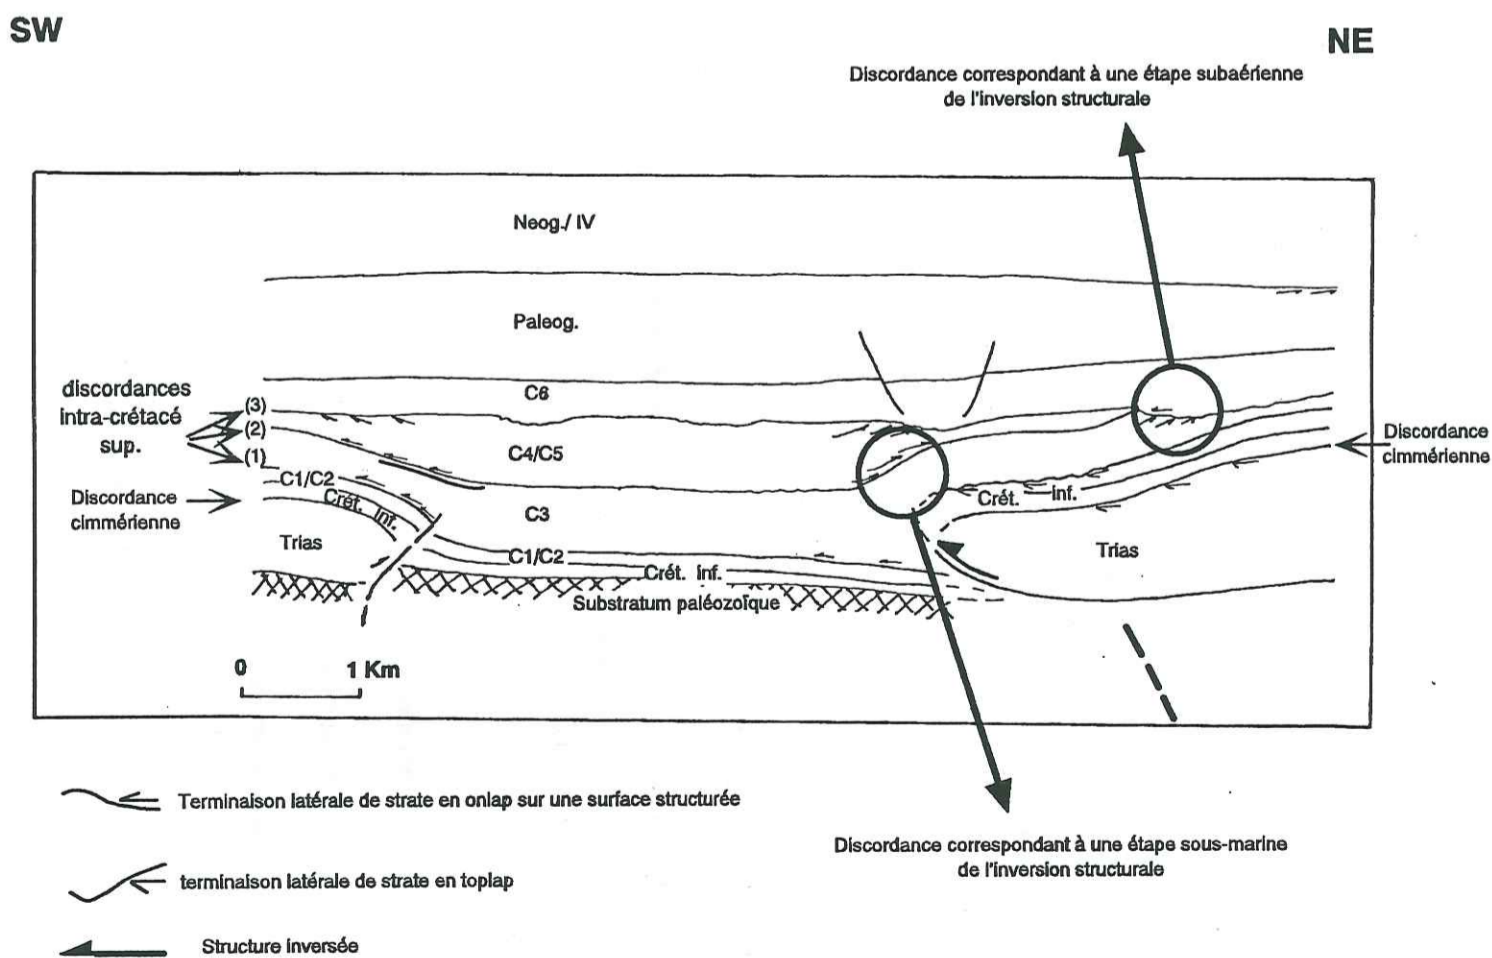 SW
NE
Discordance correspondant à une étape subaérienne
de l'inversion structurale
Neog./ IV
Paleog.
C6
discordances
intra-crétacé
sup.
(3)
(2)
(1)
C4/C5
Discordance
cimmérienne
C1/C2
Crét. inf.
Discordance
cimmérienne
C3
Crét. inf.
Trias
Trias
C1/C2
Crét. inf.
Substratum paléozoïque
0 1 Km
Terminaison latérale de strate en onlap sur une surface structurée
Discordance correspondant à une étape sous-marine
de l'inversion structurale
terminaison latérale de strate en toplap
Structure inversée